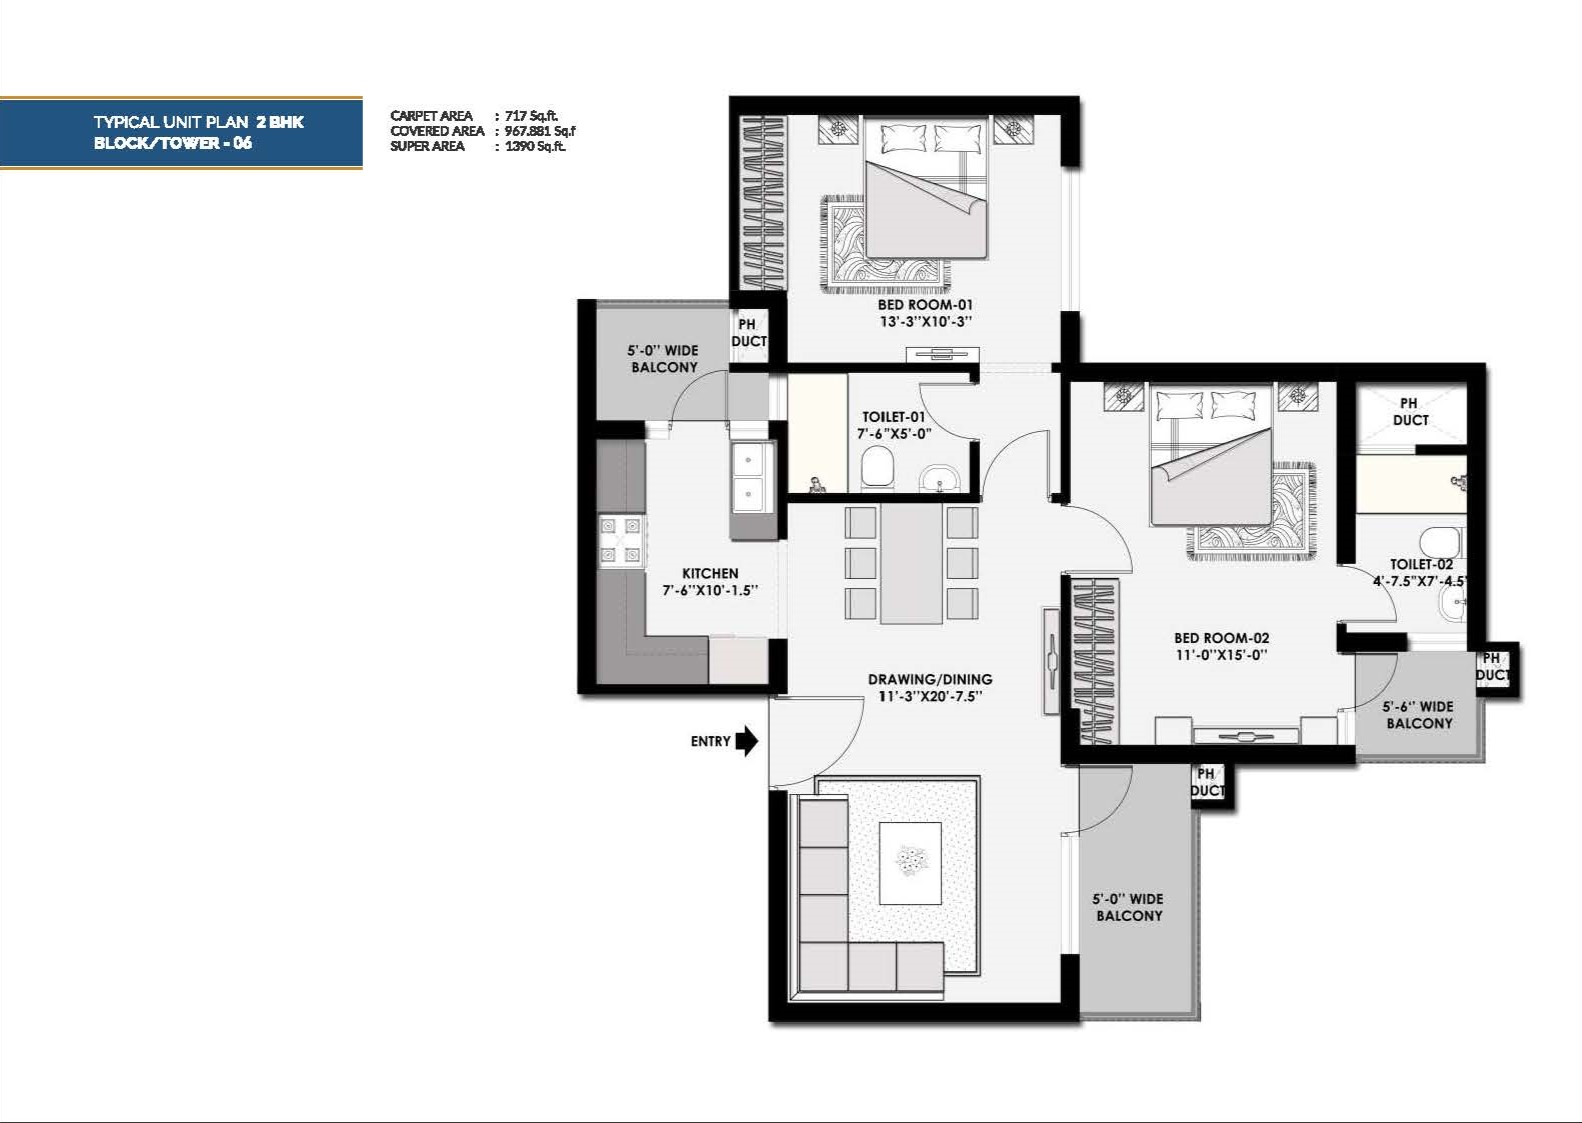 TYPICAL UNIT PLAN 2 BHK
BLOCK/TOWER - 06
CARPET AREA : 717 Sq.ft.
COVERED AREA : 967.881 Sq.f
SUPER AREA : 1390 Sq.ft.
BED ROOM-01
13'-3''X10'-3''
PH
DUCT
5'-0'' WIDE
BALCONY
TOILET-01
7'-6''X5'-0"
PH
DUCT
KITCHEN
7'-6''X10'-1.5''
TOILET-02
4'-7.5"X7'-4.5'
BED ROOM-02
11'-0''X15'-0''
PH
DUCT
DRAWING/DINING
11'-3''X20'-7.5''
5'-6'' WIDE
BALCONY
ENTRY
PH
DUCT
5'-0'' WIDE
BALCONY